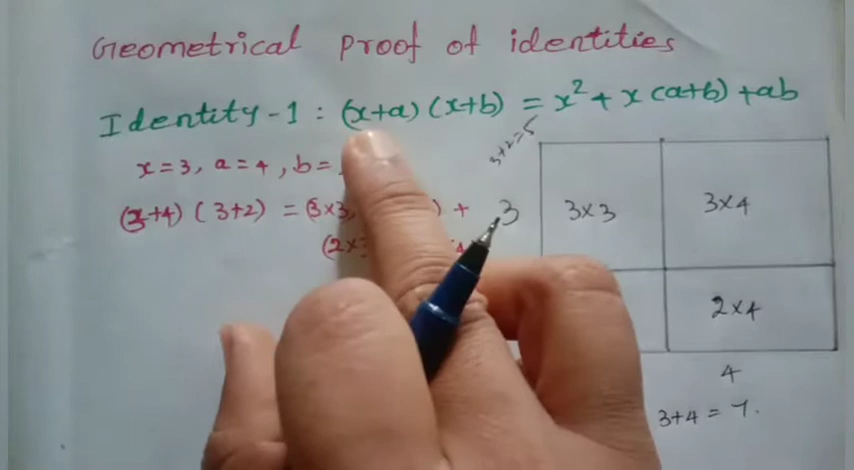 Geometrical proof of identities
Identity-1 : (x+a) (x+b) = x² + x (a+b) + ab
x = 3, a = 4, b =
(3+4) (3+2) = (3×3, ) +
(2×
3+2=5
3
3×3
3×4
2×4
4
3+4 = 7.